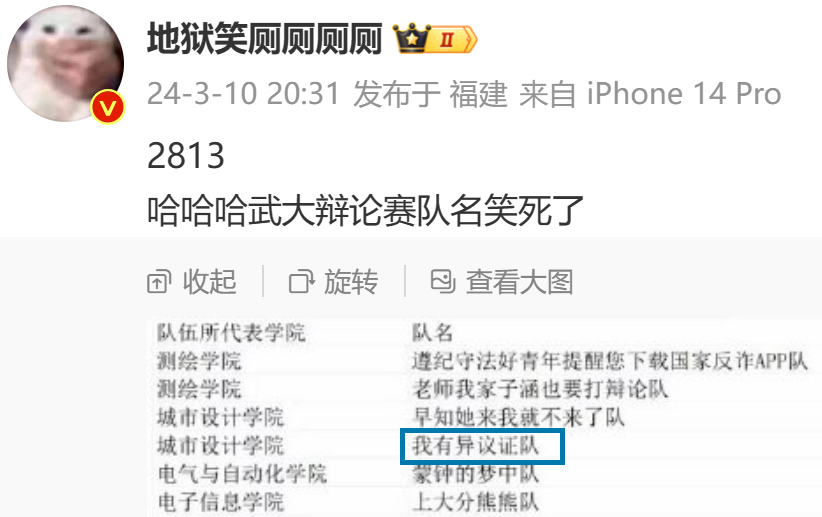 地狱笑厕厕厕厕 II
24-3-10 20:31 发布于 福建 来自 iPhone 14 Pro
2813
哈哈哈武大辩论赛队名笑死了
收起 旋转 查看大图
队伍所代表学院 队名
测绘学院 遵纪守法好青年提醒您下载国家反诈APP队
测绘学院 老师我家子涵也要打辩论队
城市设计学院 早知她来我就不来了队
城市设计学院 我有异议证队
电气与自动化学院 蒙钟的梦中队
电子信息学院 上大分熊熊队